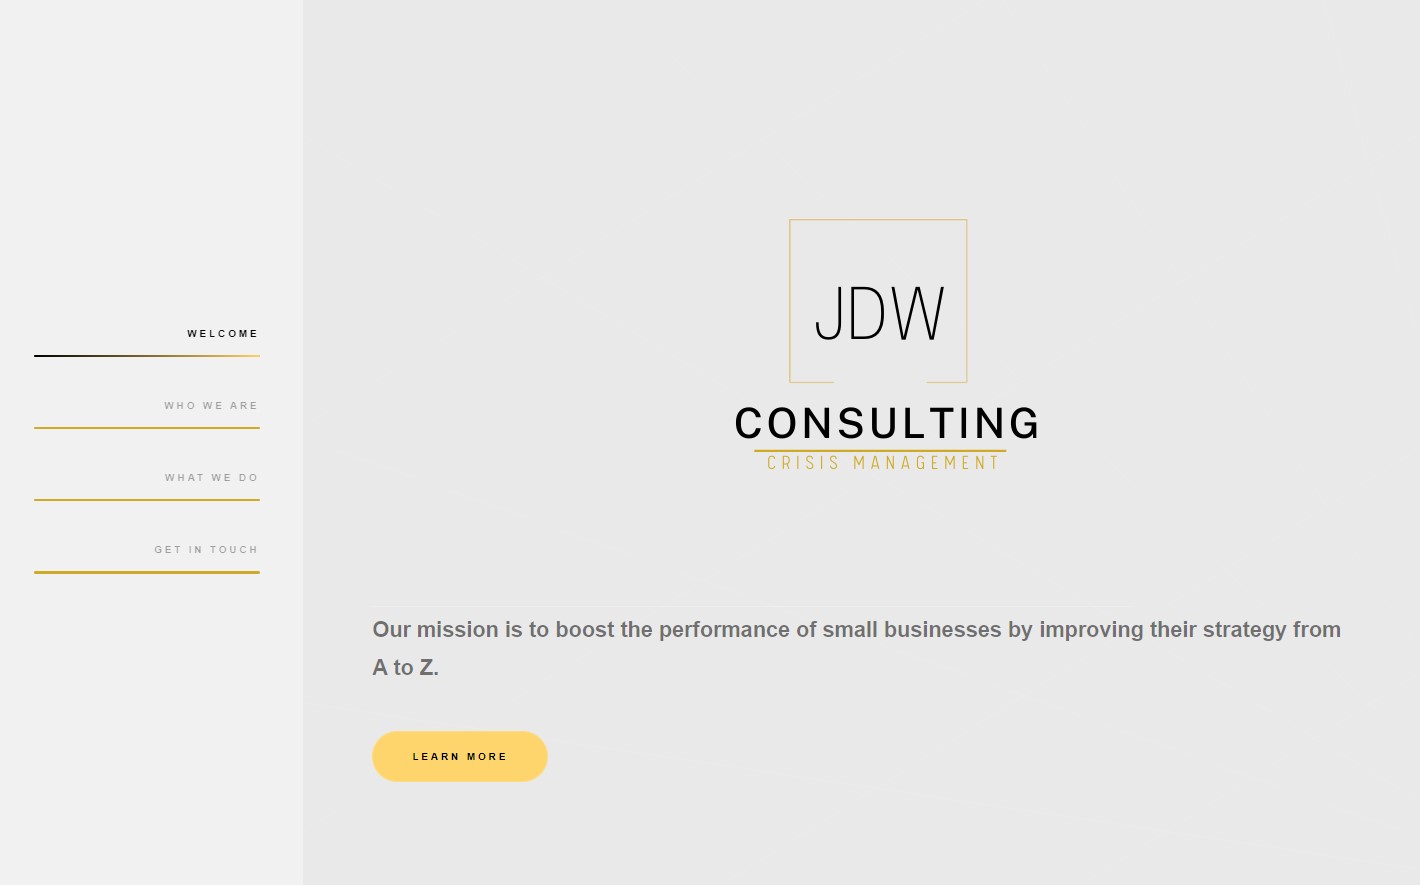 WELCOME
WHO WE ARE
WHAT WE DO
GET IN TOUCH
JDW
CONSULTING
CRISIS MANAGEMENT
Our mission is to boost the performance of small businesses by improving their strategy from
A to Z.
LEARN MORE